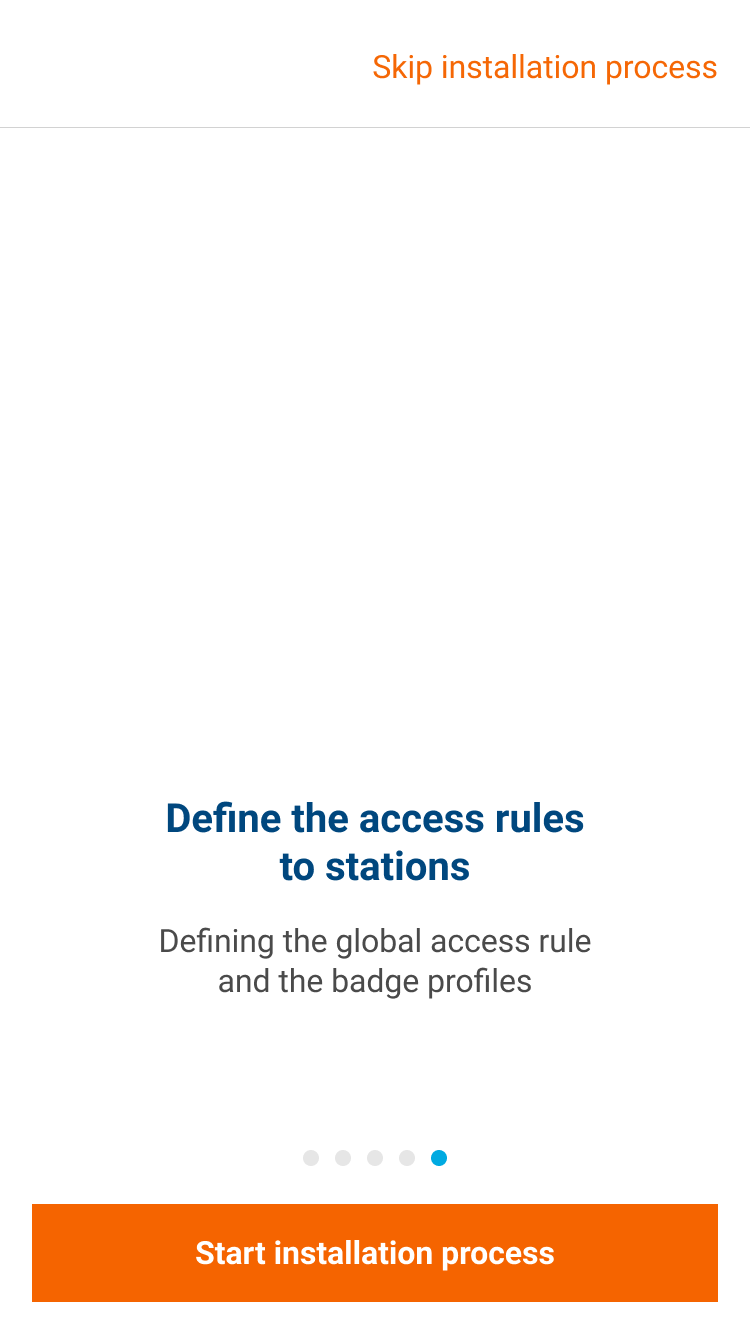 Skip installation process
Define the access rules
to stations
Defining the global access rule
and the badge profiles
Start installation process